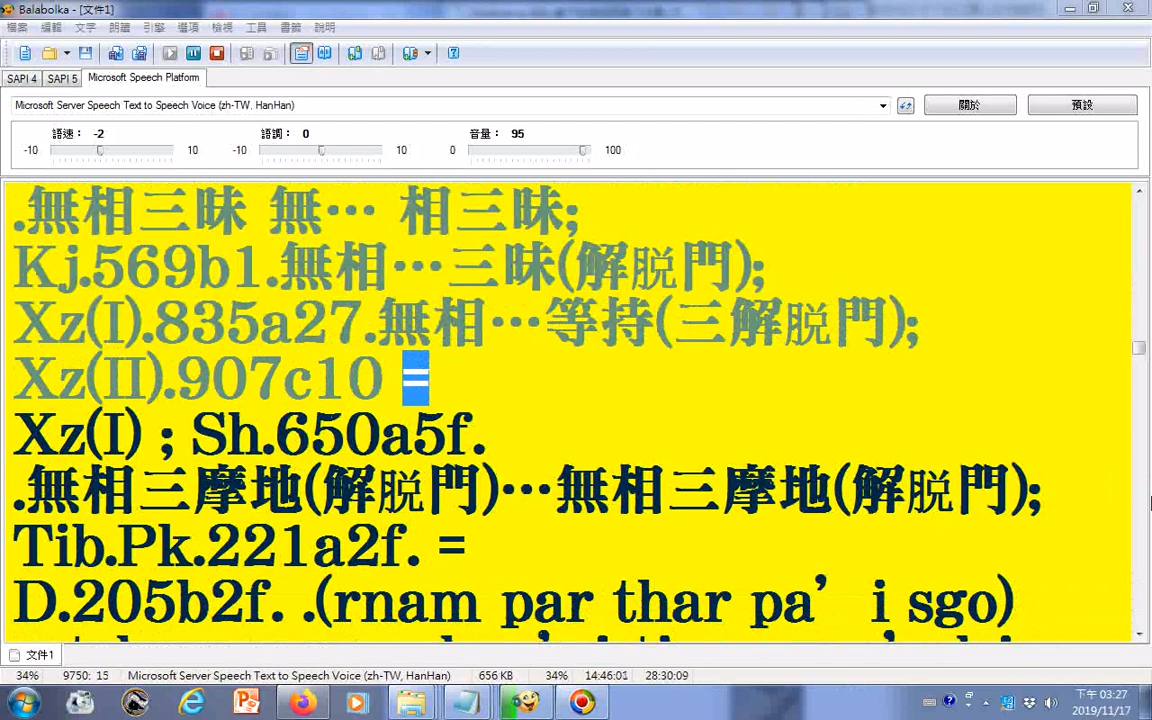 Balabolka - [文件1]
檔案 編輯 文字 朗讀 引擎 選項 檢視 工具 書籤 說明
SAPI 4 SAPI 5 Microsoft Speech Platform
Microsoft Server Speech Text to Speech Voice (zh-TW, HanHan) 關於 預設
語速： -2 語調： 0 音量： 95
-10 10 -10 10 0 100
.無相三昧 無… 相三昧;
Kj.569b1.無相…三昧(解脱門);
Xz(I).835a27.無相…等持(三解脱門);
Xz(II).907c10 =
Xz(I) ; Sh.650a5f.
.無相三摩地(解脱門)…無相三摩地(解脱門);
Tib.Pk.221a2f. =
D.205b2f. .(rnam par thar pa’i sgo)
文件1
34% 9750: 15 Microsoft Server Speech Text to Speech Voice (zh-TW, HanHan) 656 KB 34% 14:46:01 28:30:09
下午 03:27
2019/11/17